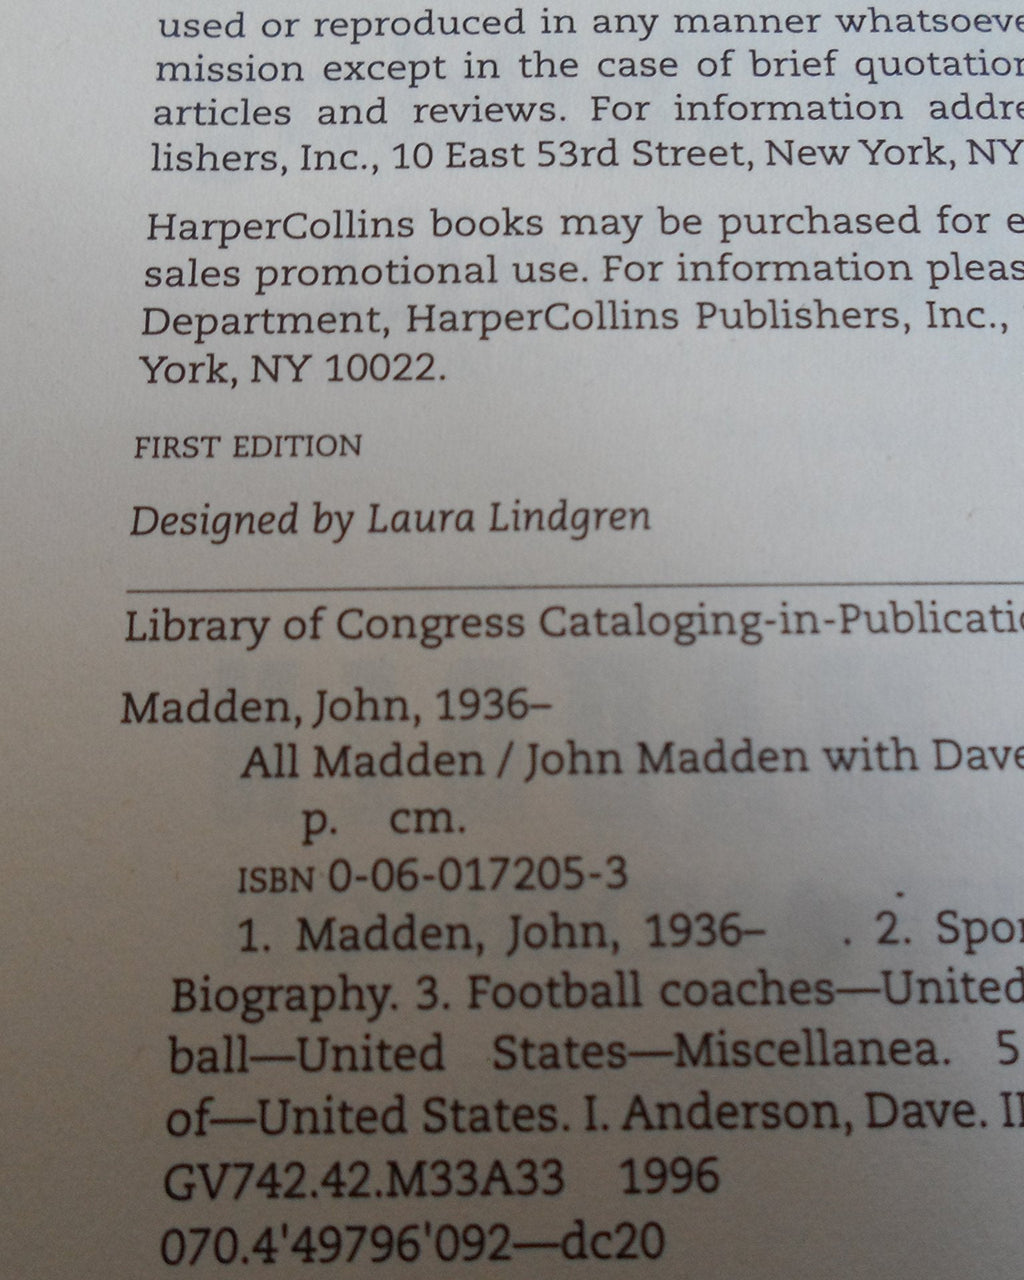 used or reproduced in any manner whatsoeve
mission except in the case of brief quotation
articles and reviews. For information addre
lishers, Inc., 10 East 53rd Street, New York, NY
HarperCollins books may be purchased for e
sales promotional use. For information pleas
Department, HarperCollins Publishers, Inc.,
York, NY 10022.
FIRST EDITION
Designed by Laura Lindgren
Library of Congress Cataloging-in-Publicatio
Madden, John, 1936–
All Madden / John Madden with Dave
p. cm.
ISBN 0-06-017205-3
1. Madden, John, 1936– . 2. Spor
Biography. 3. Football coaches—United
ball—United States—Miscellanea. 5
of—United States. I. Anderson, Dave. II
GV742.42.M33A33 1996
070.4'49796'092—dc20